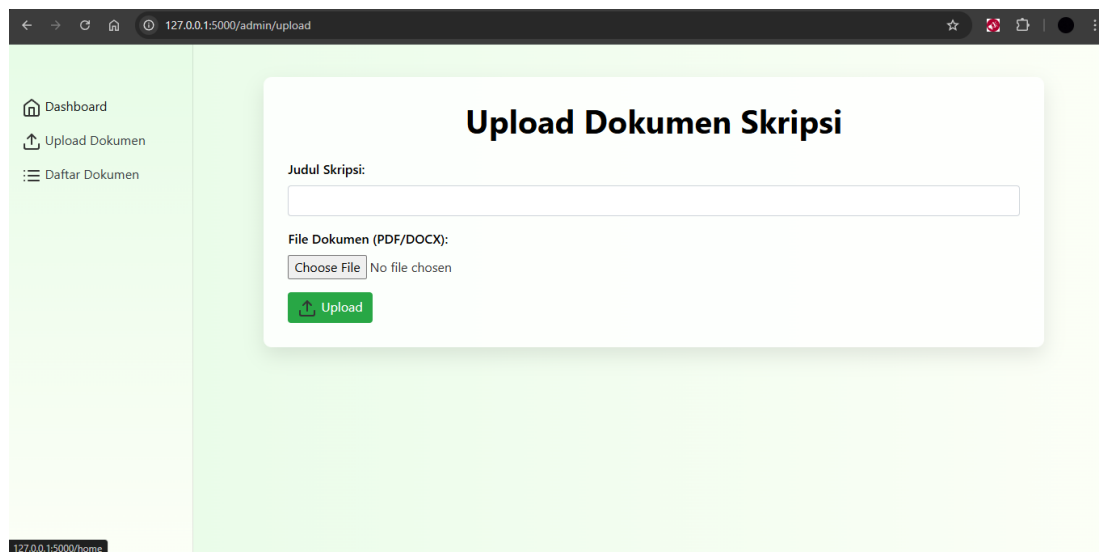 127.0.0.1:5000/admin/upload
Dashboard
Upload Dokumen
Daftar Dokumen
Upload Dokumen Skripsi
Judul Skripsi:
File Dokumen (PDF/DOCX):
Choose File No file chosen
Upload
127.0.0.1:5000/home